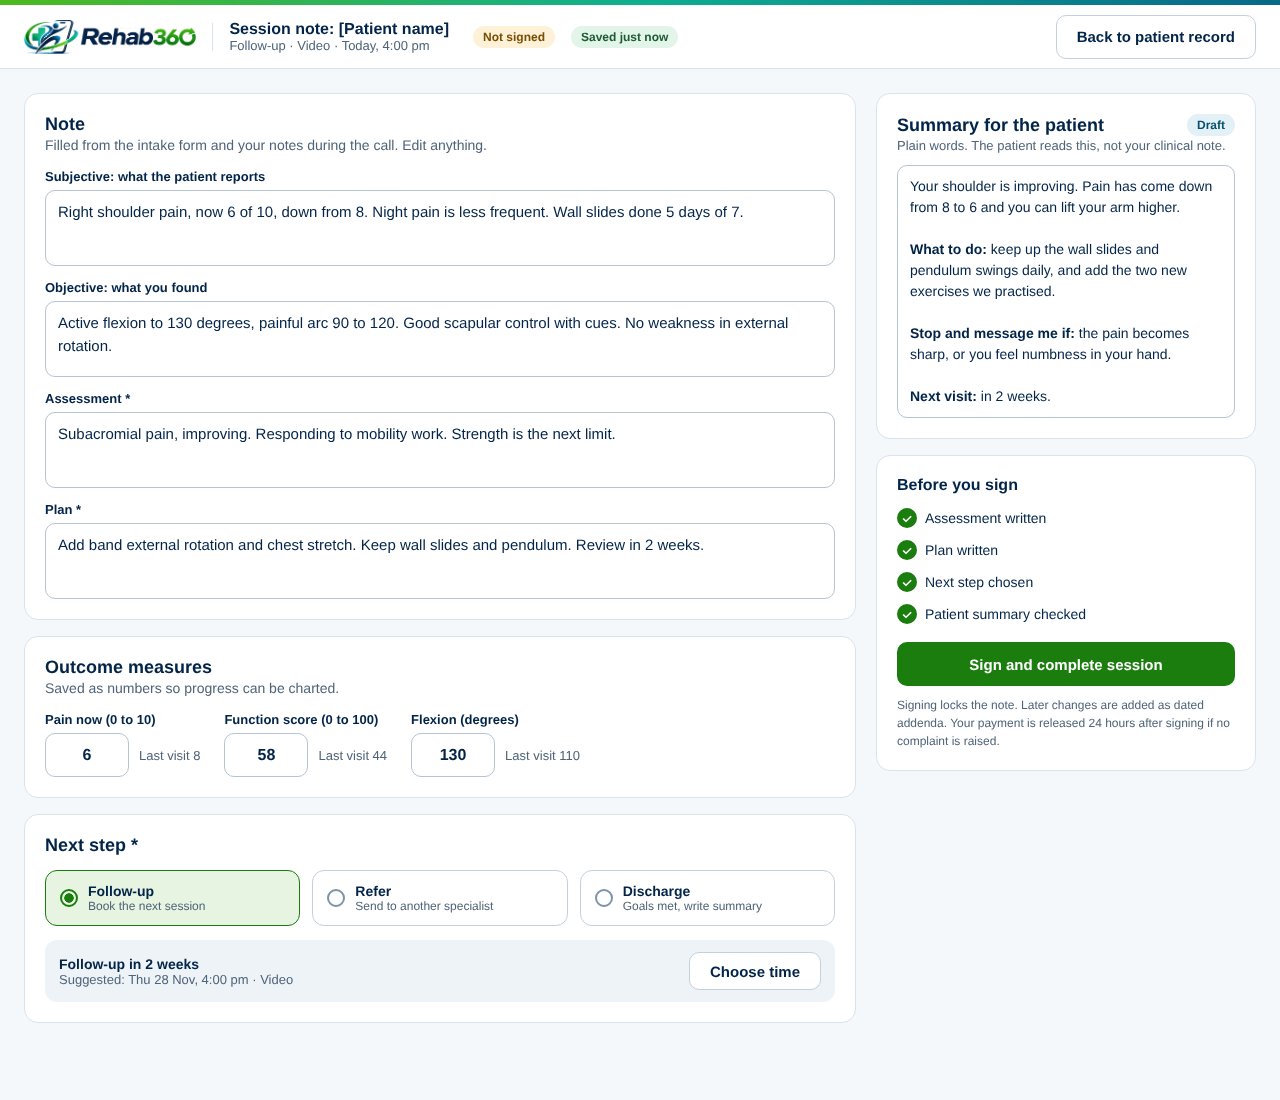 Rehab360
Session note: [Patient name]
Follow-up · Video · Today, 4:00 pm
Not signed
Saved just now
Back to patient record
Note
Filled from the intake form and your notes during the call. Edit anything.
Subjective: what the patient reports
Right shoulder pain, now 6 of 10, down from 8. Night pain is less frequent. Wall slides done 5 days of 7.
Objective: what you found
Active flexion to 130 degrees, painful arc 90 to 120. Good scapular control with cues. No weakness in external
rotation.
Assessment *
Subacromial pain, improving. Responding to mobility work. Strength is the next limit.
Plan *
Add band external rotation and chest stretch. Keep wall slides and pendulum. Review in 2 weeks.
Outcome measures
Saved as numbers so progress can be charted.
Pain now (0 to 10)
6
Last visit 8
Function score (0 to 100)
58
Last visit 44
Flexion (degrees)
130
Last visit 110
Next step *
Follow-up
Book the next session
Refer
Send to another specialist
Discharge
Goals met, write summary
Follow-up in 2 weeks
Suggested: Thu 28 Nov, 4:00 pm · Video
Choose time
Summary for the patient
Draft
Plain words. The patient reads this, not your clinical note.
Your shoulder is improving. Pain has come down
from 8 to 6 and you can lift your arm higher.
What to do: keep up the wall slides and
pendulum swings daily, and add the two new
exercises we practised.
Stop and message me if: the pain becomes
sharp, or you feel numbness in your hand.
Next visit: in 2 weeks.
Before you sign
Assessment written
Plan written
Next step chosen
Patient summary checked
Sign and complete session
Signing locks the note. Later changes are added as dated
addenda. Your payment is released 24 hours after signing if no
complaint is raised.